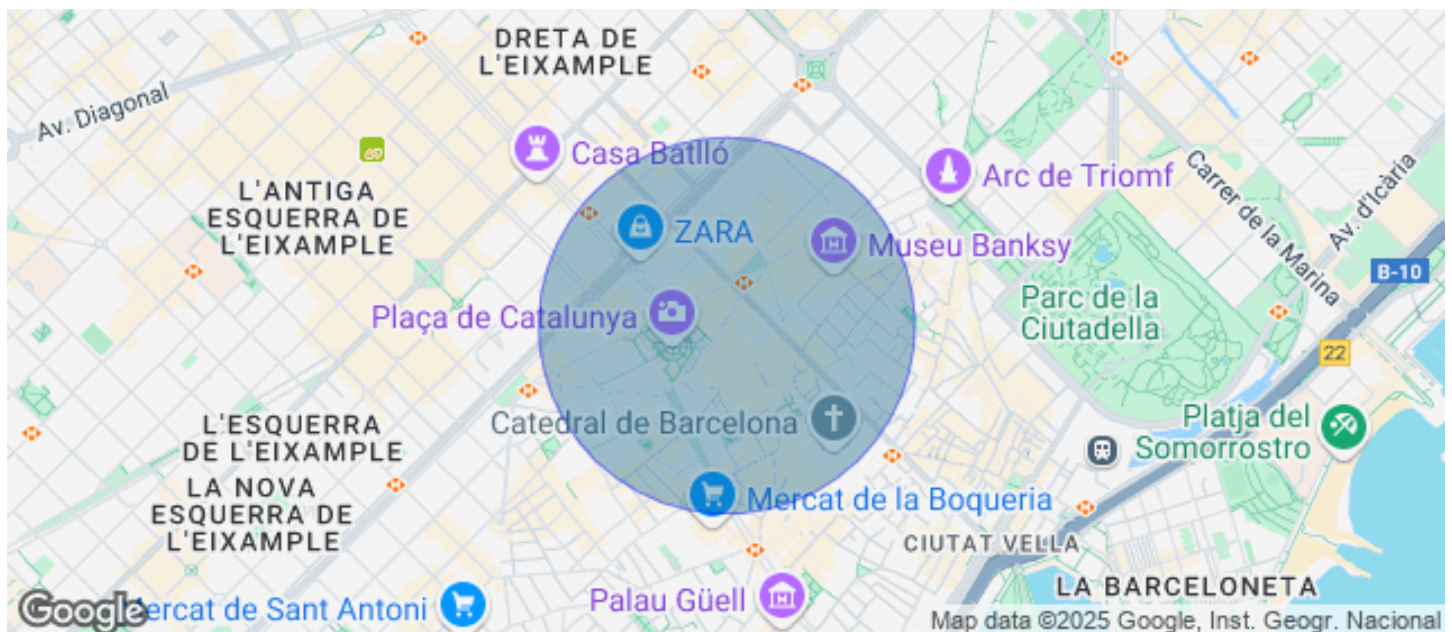 DRETA DE
L'EIXAMPLE
Av. Diagonal
Casa Batlló
Arc de Triomf
Carrer de la Marina
Av. d'Icària
L'ANTIGA
ESQUERRA DE
L'EIXAMPLE
ZARA
Museu Banksy
B-10
Plaça de Catalunya
Parc de la
Ciutadella
22
L'ESQUERRA
DE L'EIXAMPLE
Catedral de Barcelona
Platja del
Somorrostro
LA NOVA
ESQUERRA DE
L'EIXAMPLE
Mercat de la Boqueria
CIUTAT VELLA
LA BARCELONETA
Palau Güell
Google
ercat de Sant Antoni
Map data ©2025 Google, Inst. Geogr. Nacional